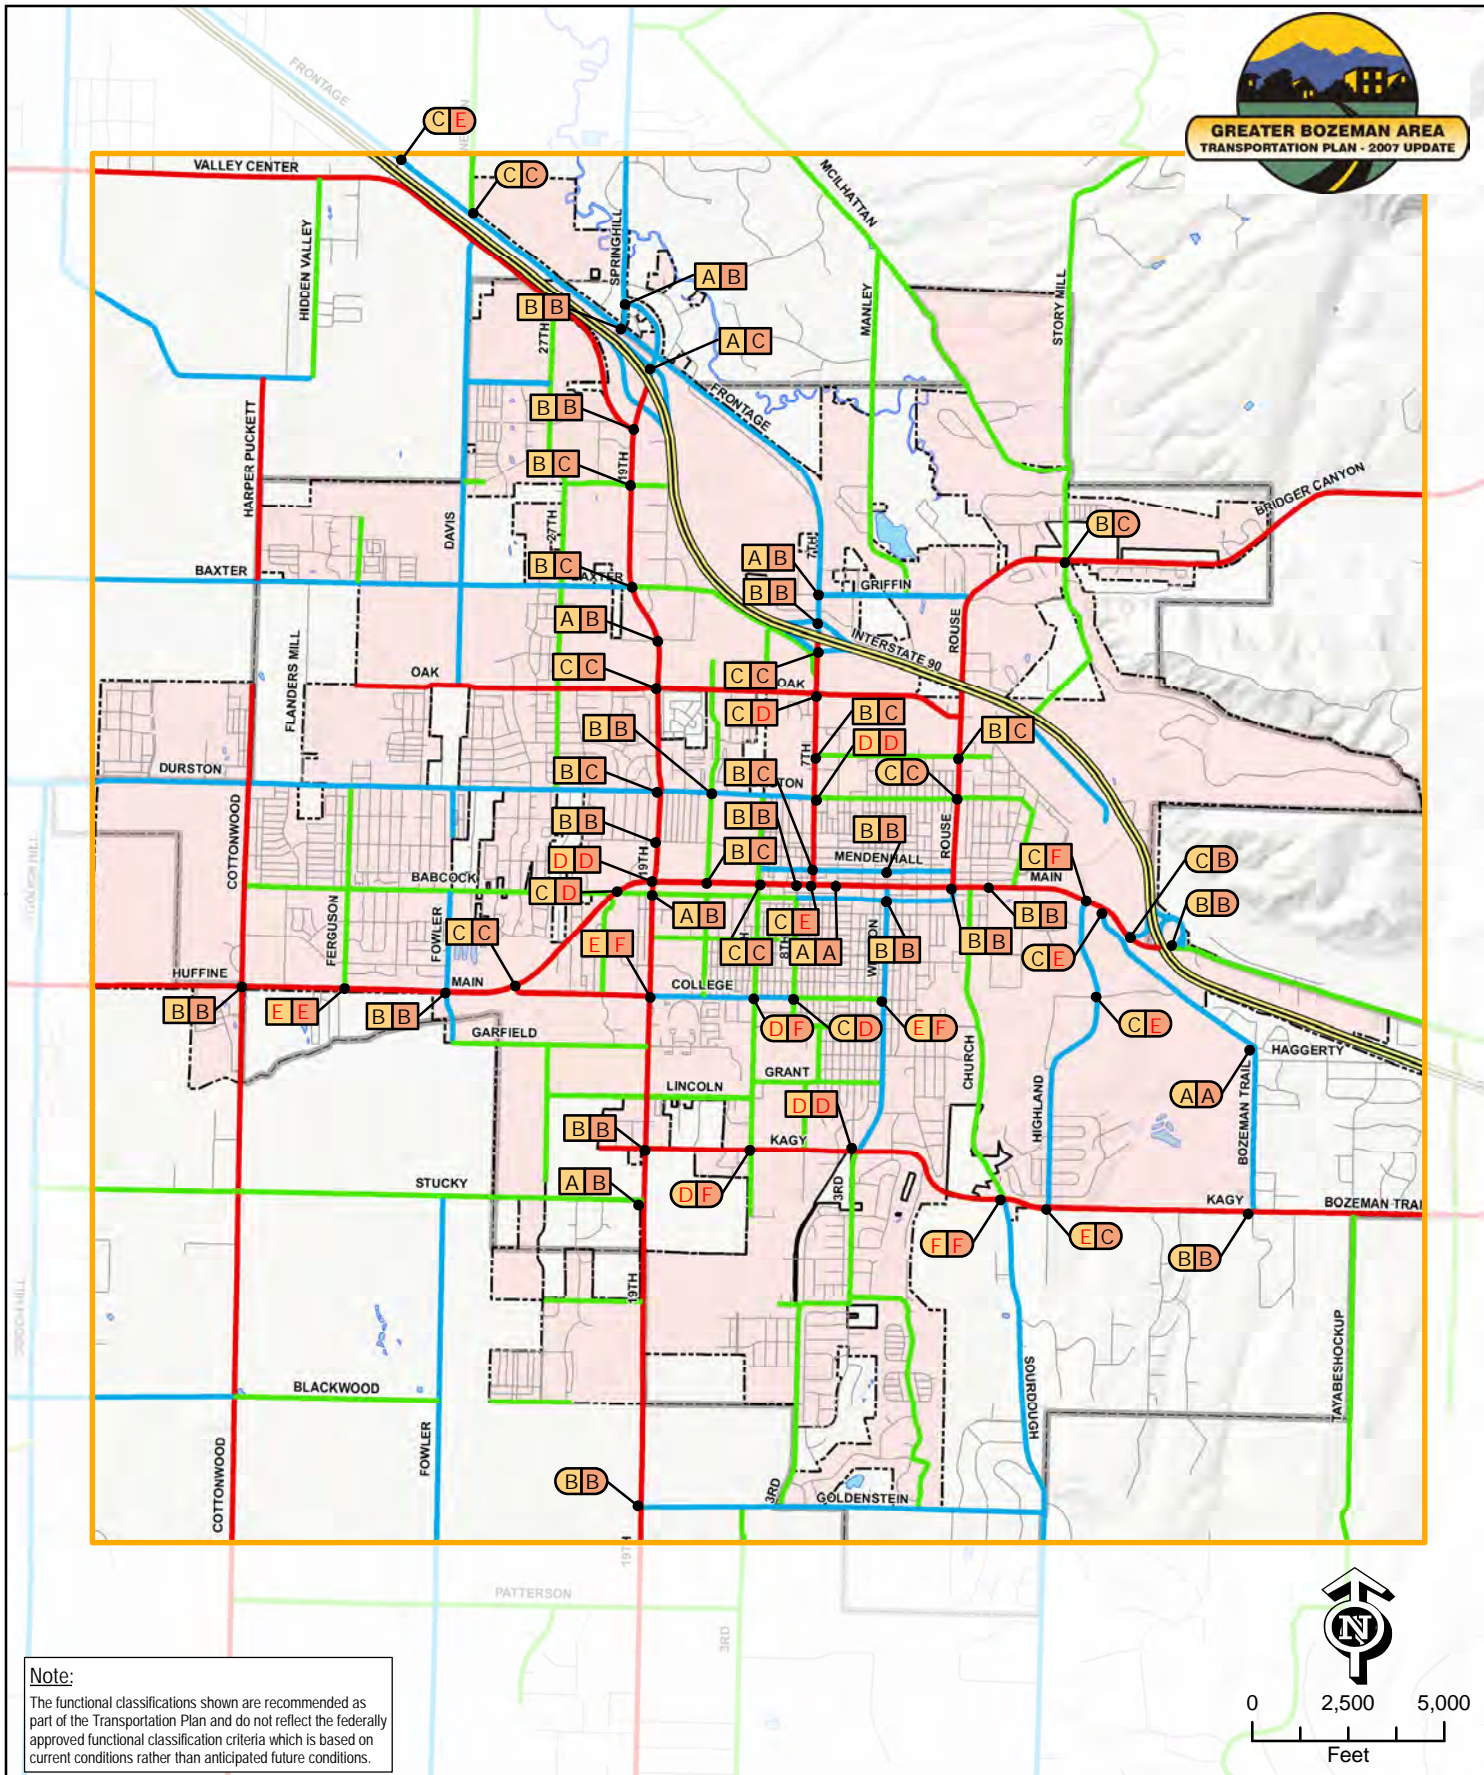 GREATER BOZEMAN AREA
TRANSPORTATION PLAN - 2007 UPDATE
FRONTAGE
C E
VALLEY CENTER
C C
MCILHATTAN
HIDDEN VALLEY
SPRINGHILL
A B
B B
27TH
MANLEY
STORY MILL
A C
FRONTAGE
B B
HARPER PUCKETT
B C
19TH
BRIDGER CANYON
DAVIS
27TH
B C
7TH
A B
BAXTER
B C
GRIFFIN
B B
A B
ROUSE
INTERSTATE 90
FLANDERS MILL
OAK
C C
C C
OAK
C D
B C
B B
D D
B C
7TH
DURSTON
B C
B C
C C
COTTONWOOD
B B
B B
B B
ROUSE
MENDENHALL
19TH
D D
B C
C F
C B
BABCOCK
MAIN
C D
B B
FERGUSON
FOWLER
A B
C E
B B
C C
E F
C C
8TH
A A
B B
B B
C E
HUFFINE
MAIN
COLLEGE
B B
E E
B B
D F
C D
E F
C E
GARFIELD
CHURCH
HAGGERTY
LINCOLN
GRANT
HIGHLAND
BOZEMAN TRAIL
A A
D D
B B
KAGY
STUCKY
A B
D F
3RD
KAGY
F F
E C
B B
19TH
TAYABESHOCKUP
SOURDOUGH
BLACKWOOD
COTTONWOOD
FOWLER
B B
3RD
GOLDENSTEIN
19TH
PATTERSON
3RD
Note:
The functional classifications shown are recommended as
part of the Transportation Plan and do not reflect the federally
approved functional classification criteria which is based on
current conditions rather than anticipated future conditions.
N
0 2,500 5,000
Feet